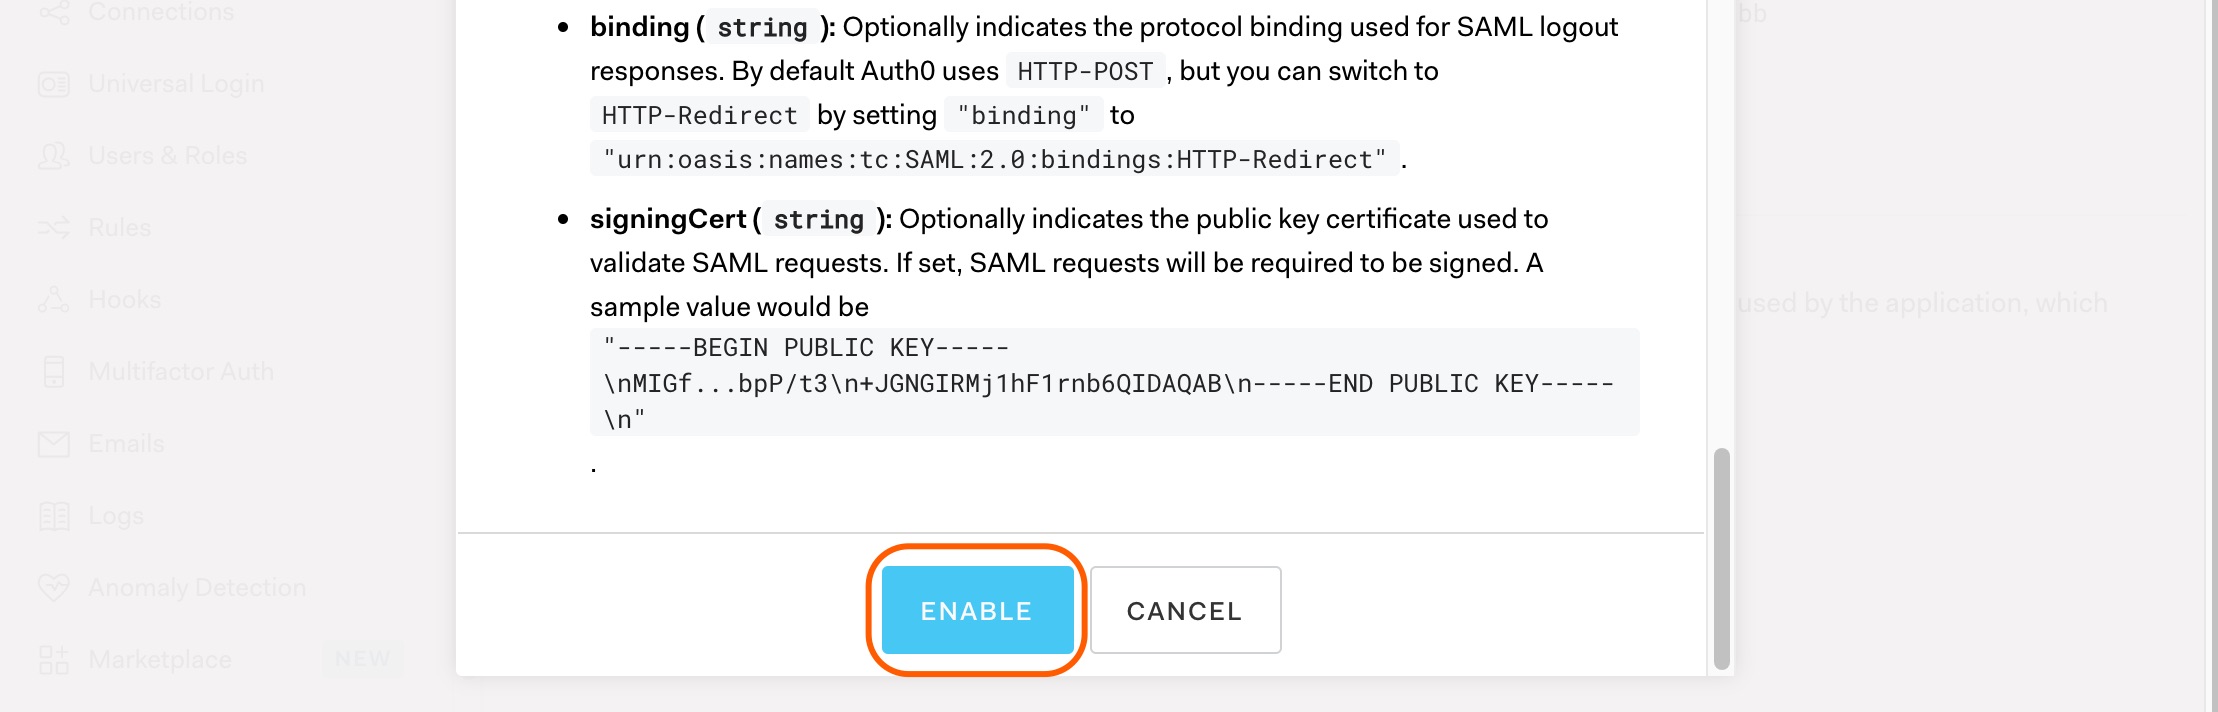 Connections
Universal Login
Users & Roles
Rules
Hooks
Multifactor Auth
Emails
Logs
Anomaly Detection
Marketplace NEW
binding ( string ): Optionally indicates the protocol binding used for SAML logout
responses. By default Auth0 uses HTTP-POST , but you can switch to
HTTP-Redirect by setting "binding" to
"urn:oasis:names:tc:SAML:2.0:bindings:HTTP-Redirect" .
signingCert ( string ): Optionally indicates the public key certificate used to
validate SAML requests. If set, SAML requests will be required to be signed. A
sample value would be
"-----BEGIN PUBLIC KEY-----
\nMIGf...bpP/t3\n+JGNGIRMj1hF1rnb6QIDAQAB\n-----END PUBLIC KEY-----
\n"
.
ENABLE CANCEL
bb
used by the application, which